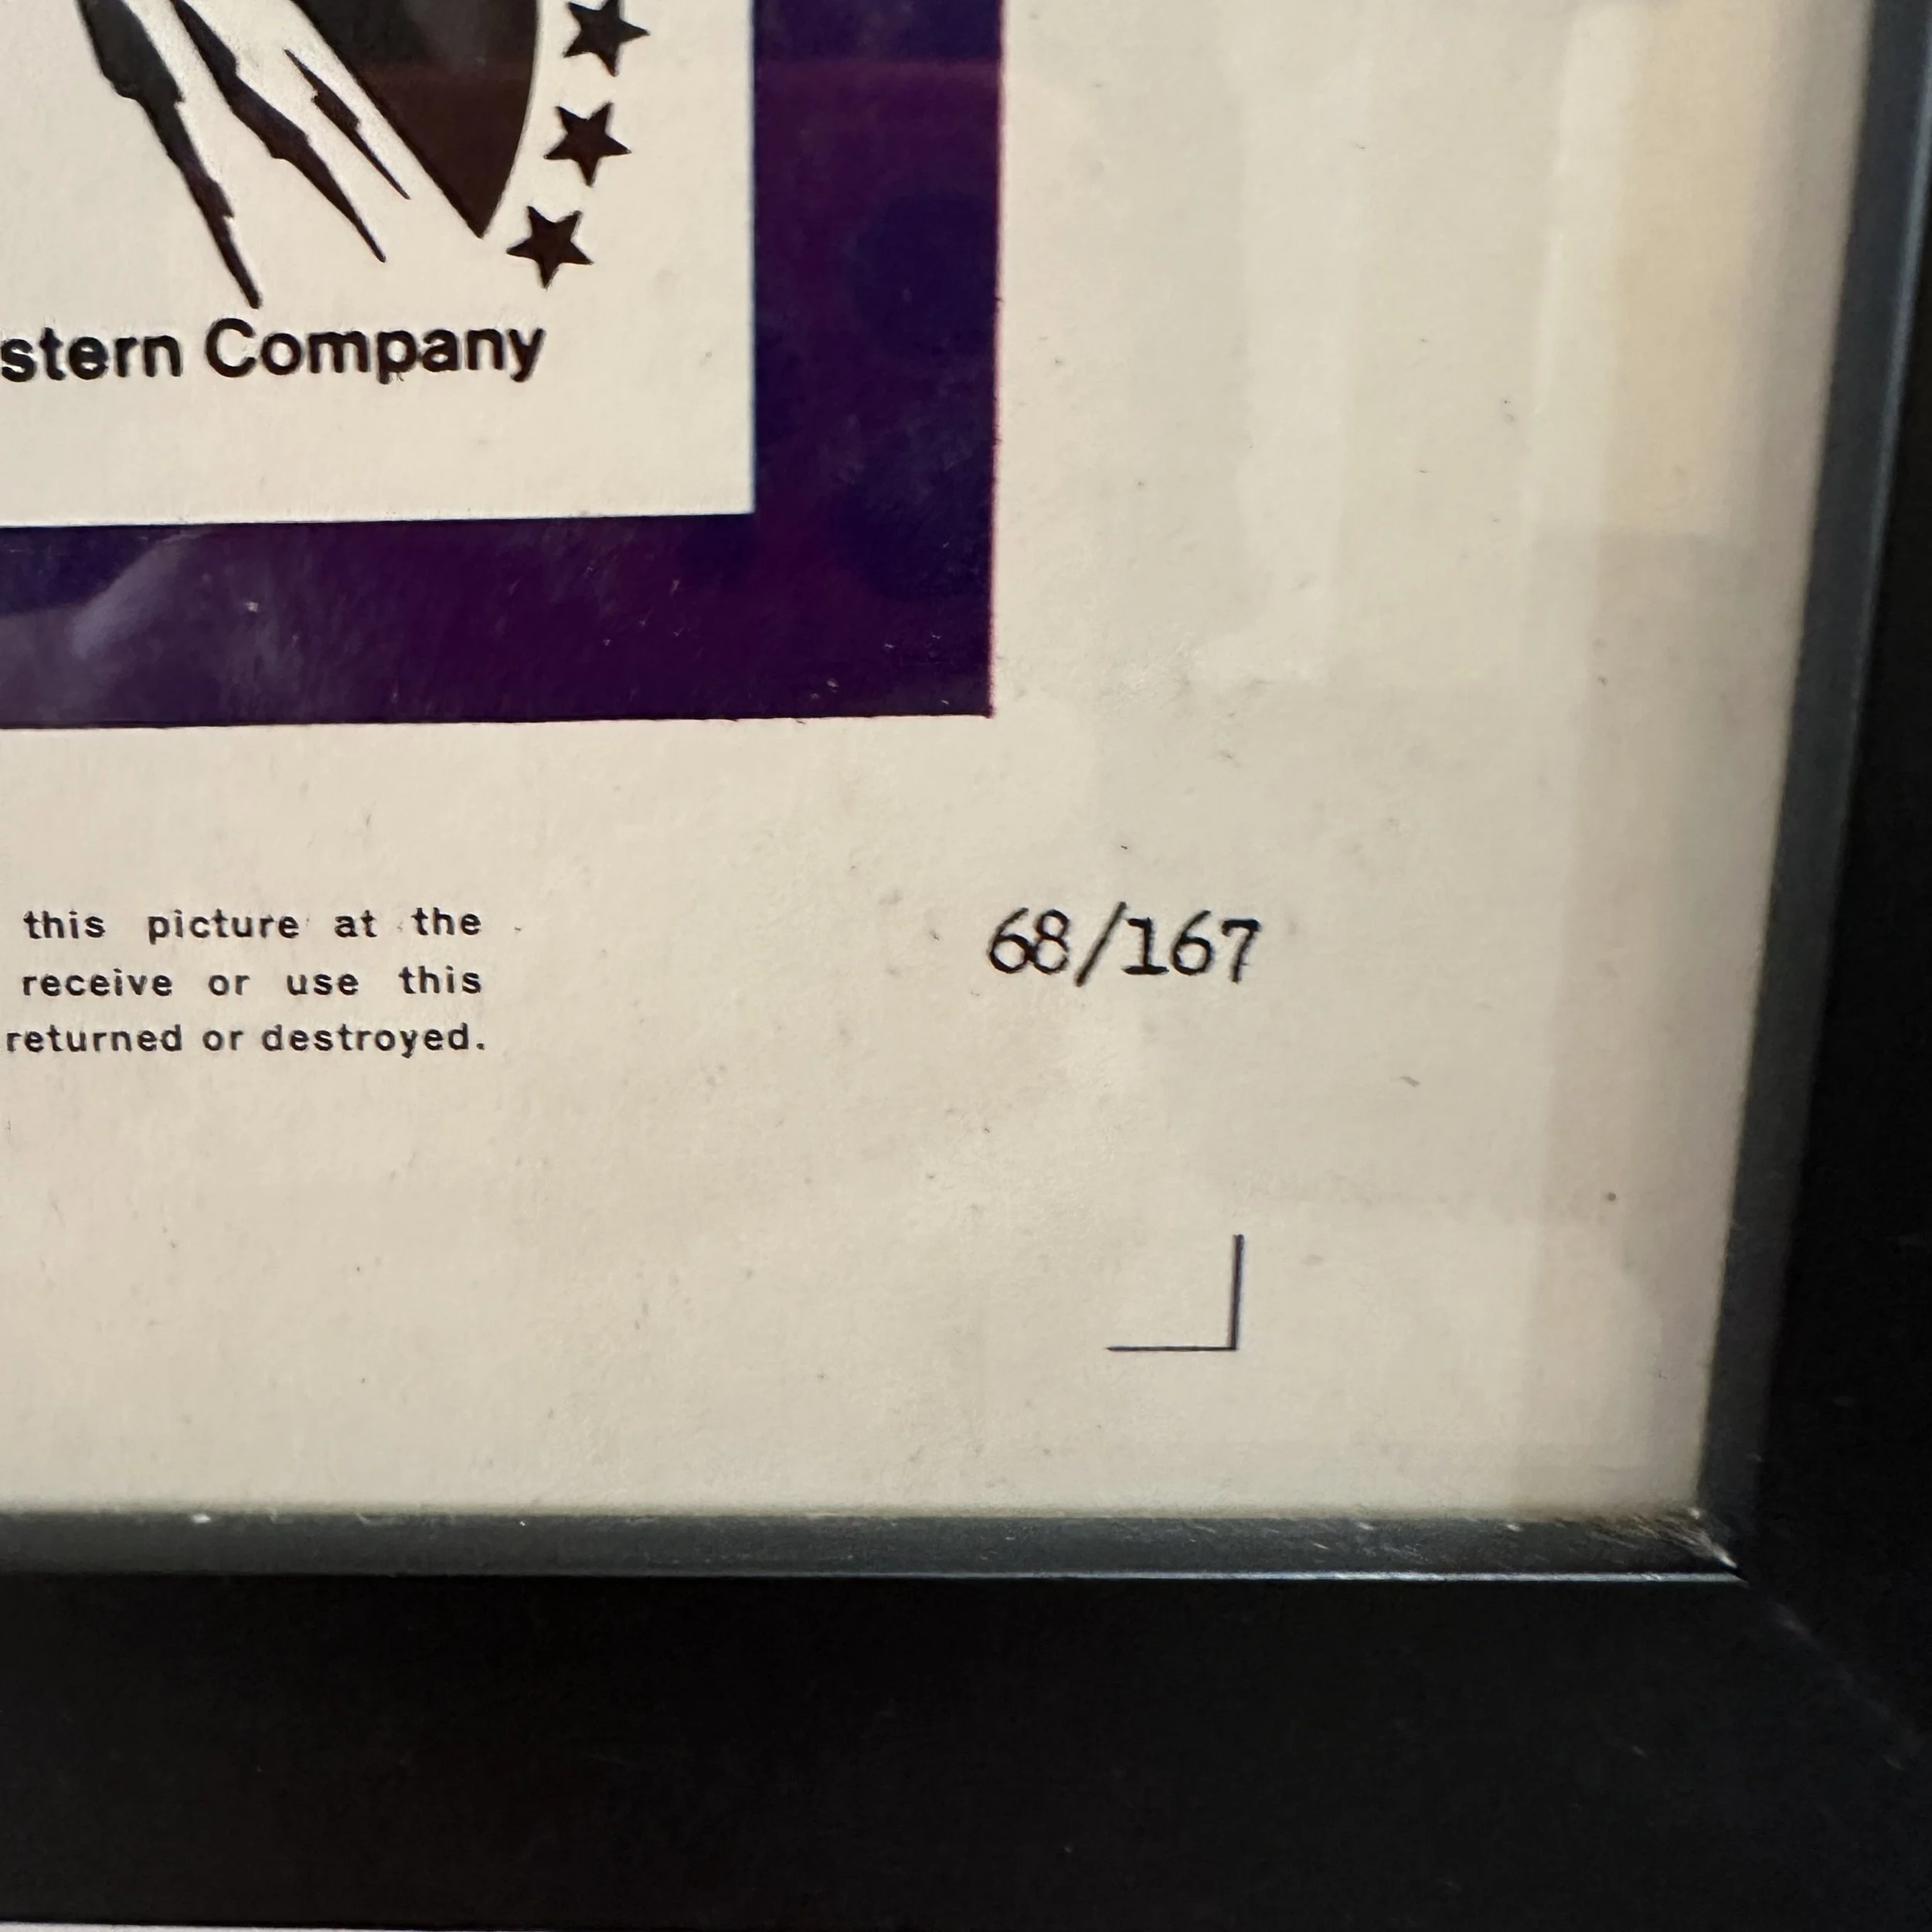 stern Company
this picture at the
receive or use this
returned or destroyed.
68/167